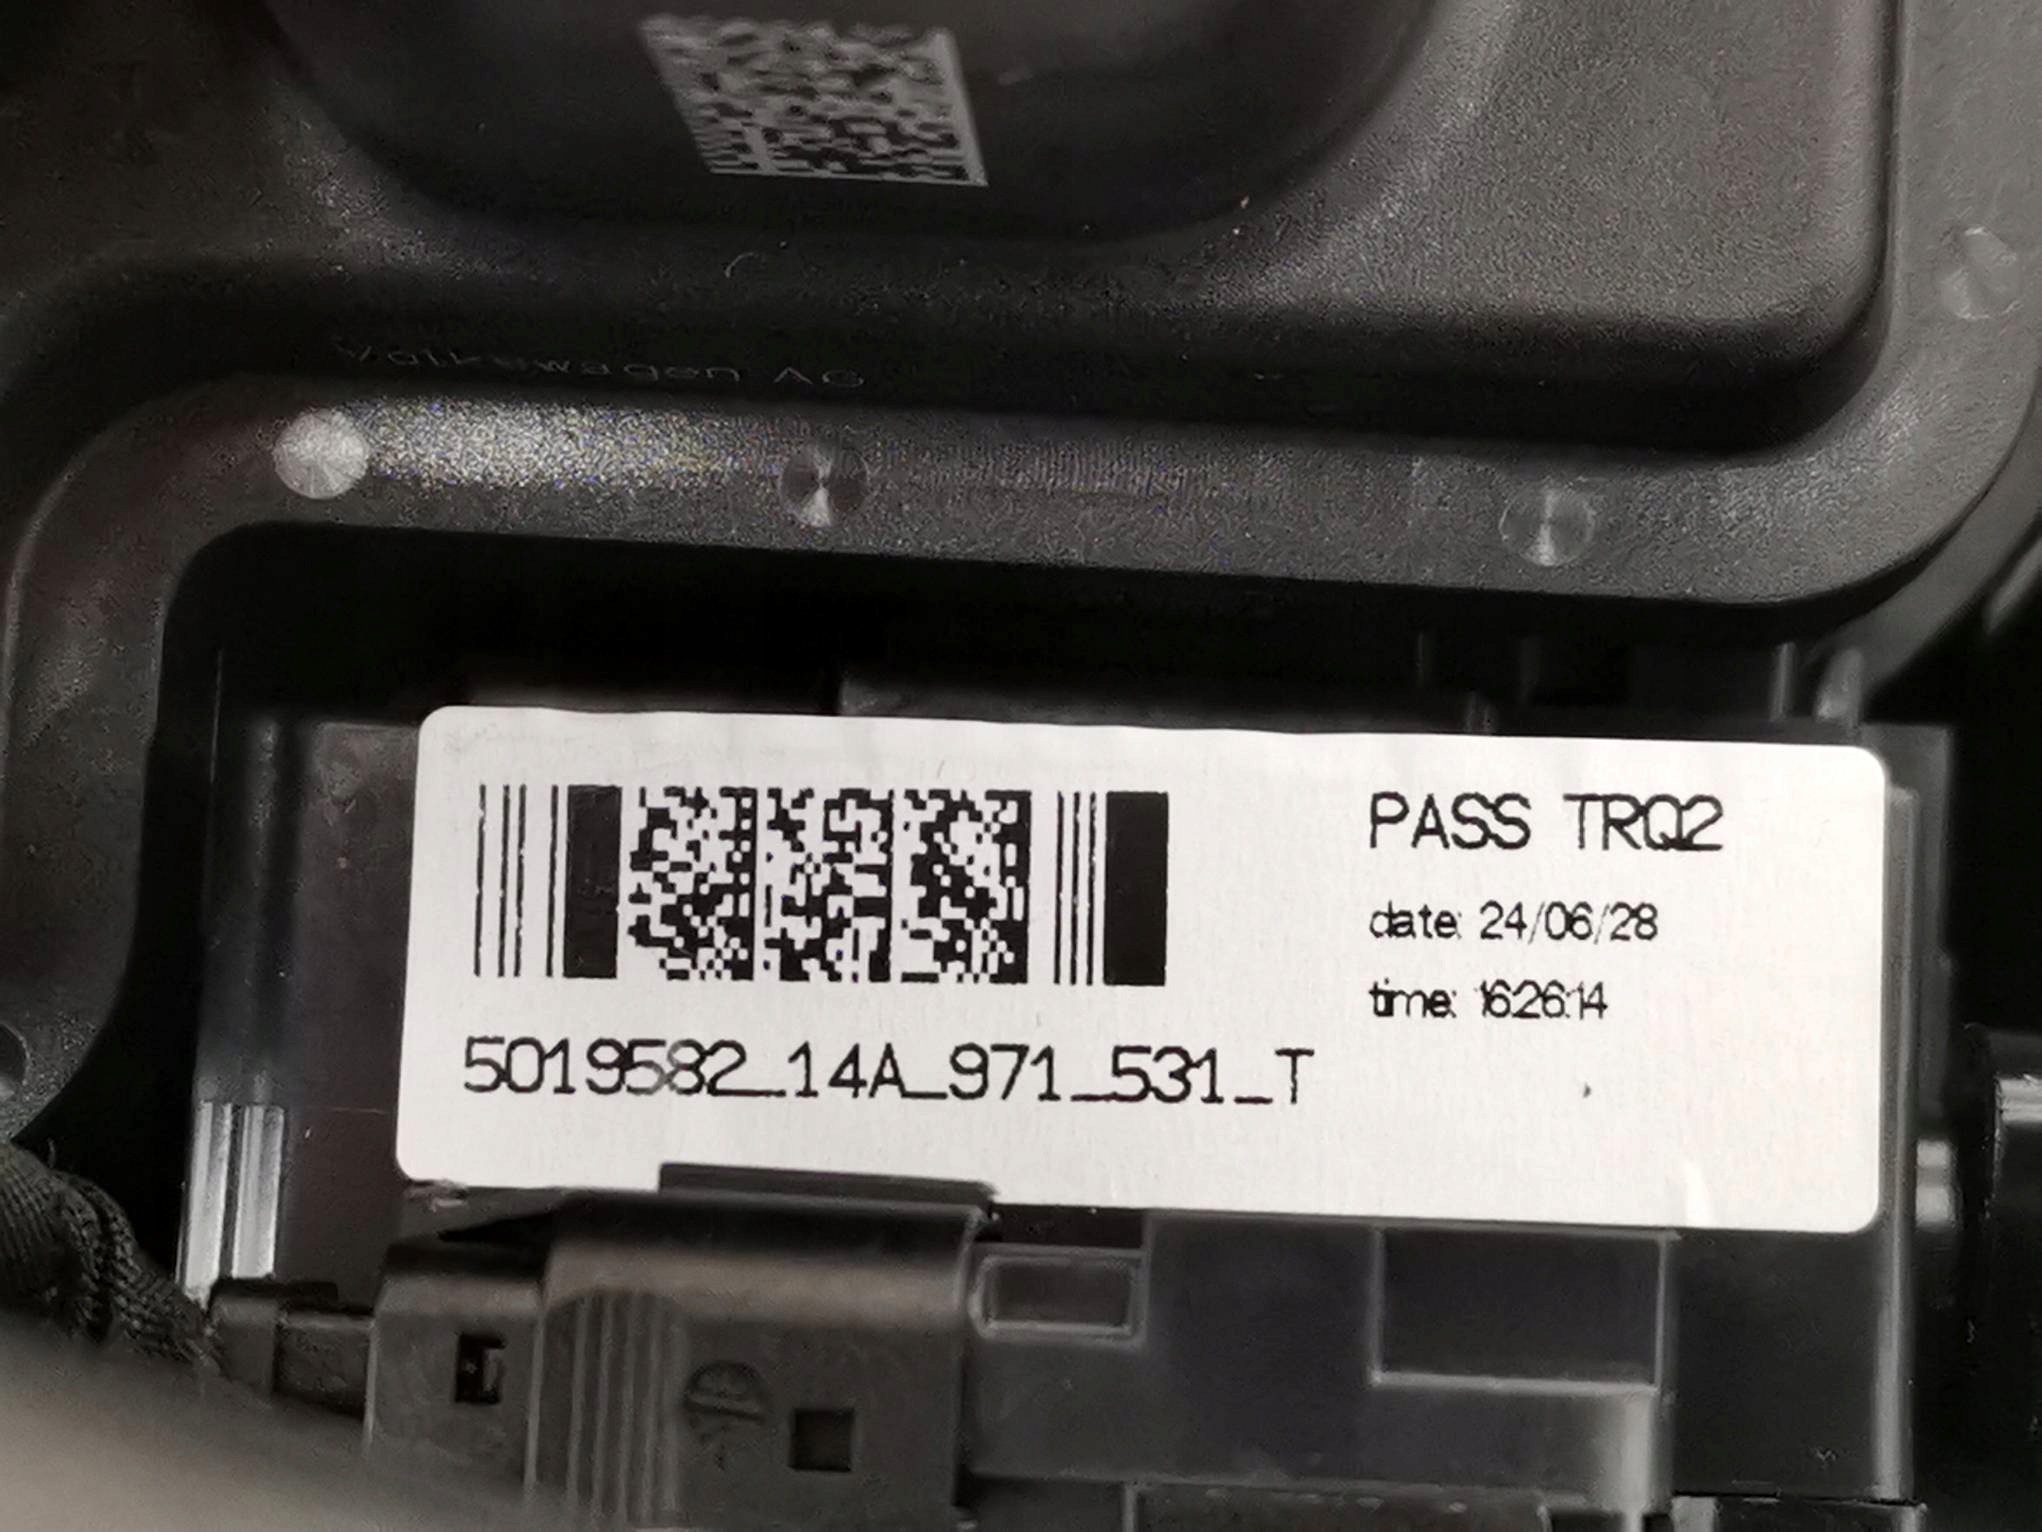 Volkswagen AG
PASS TRQ2
date: 24/06/28
time: 16:26:14
5019582_14A_971_531_T